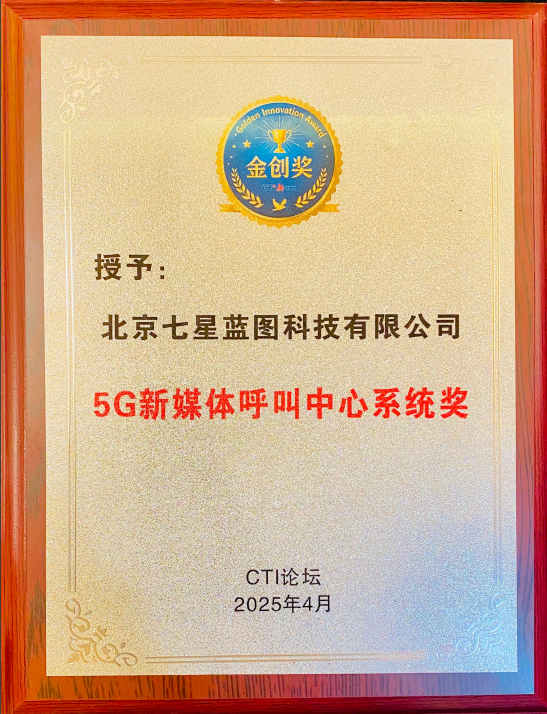 Golden Innovation Award
金创奖
授予:
北京七星蓝图科技有限公司
5G新媒体呼叫中心系统奖
CTI论坛
2025年4月